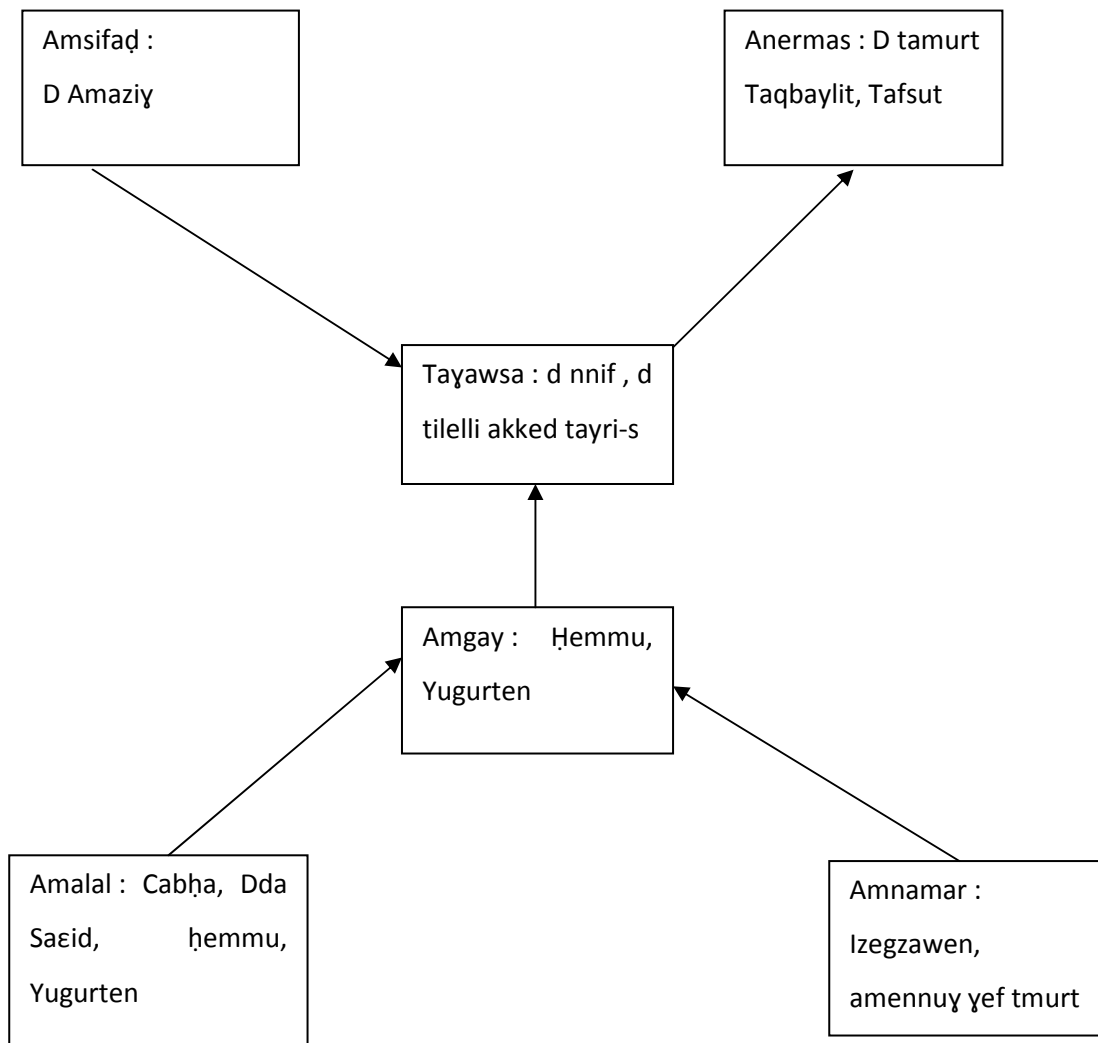 Amsifaḍ :
D Amaziɣ
Anermas : D tamurt
Taqbaylit, Tafsut
Taɣawsa : d nnif , d
tilelli akked tayri-s
Amgay : Ḥemmu,
Yugurten
Amalal : Cabḥa, Dda
Saɛid, ḥemmu,
Yugurten
Amnamar :
Izegzawen,
amennuɣ ɣef tmurt